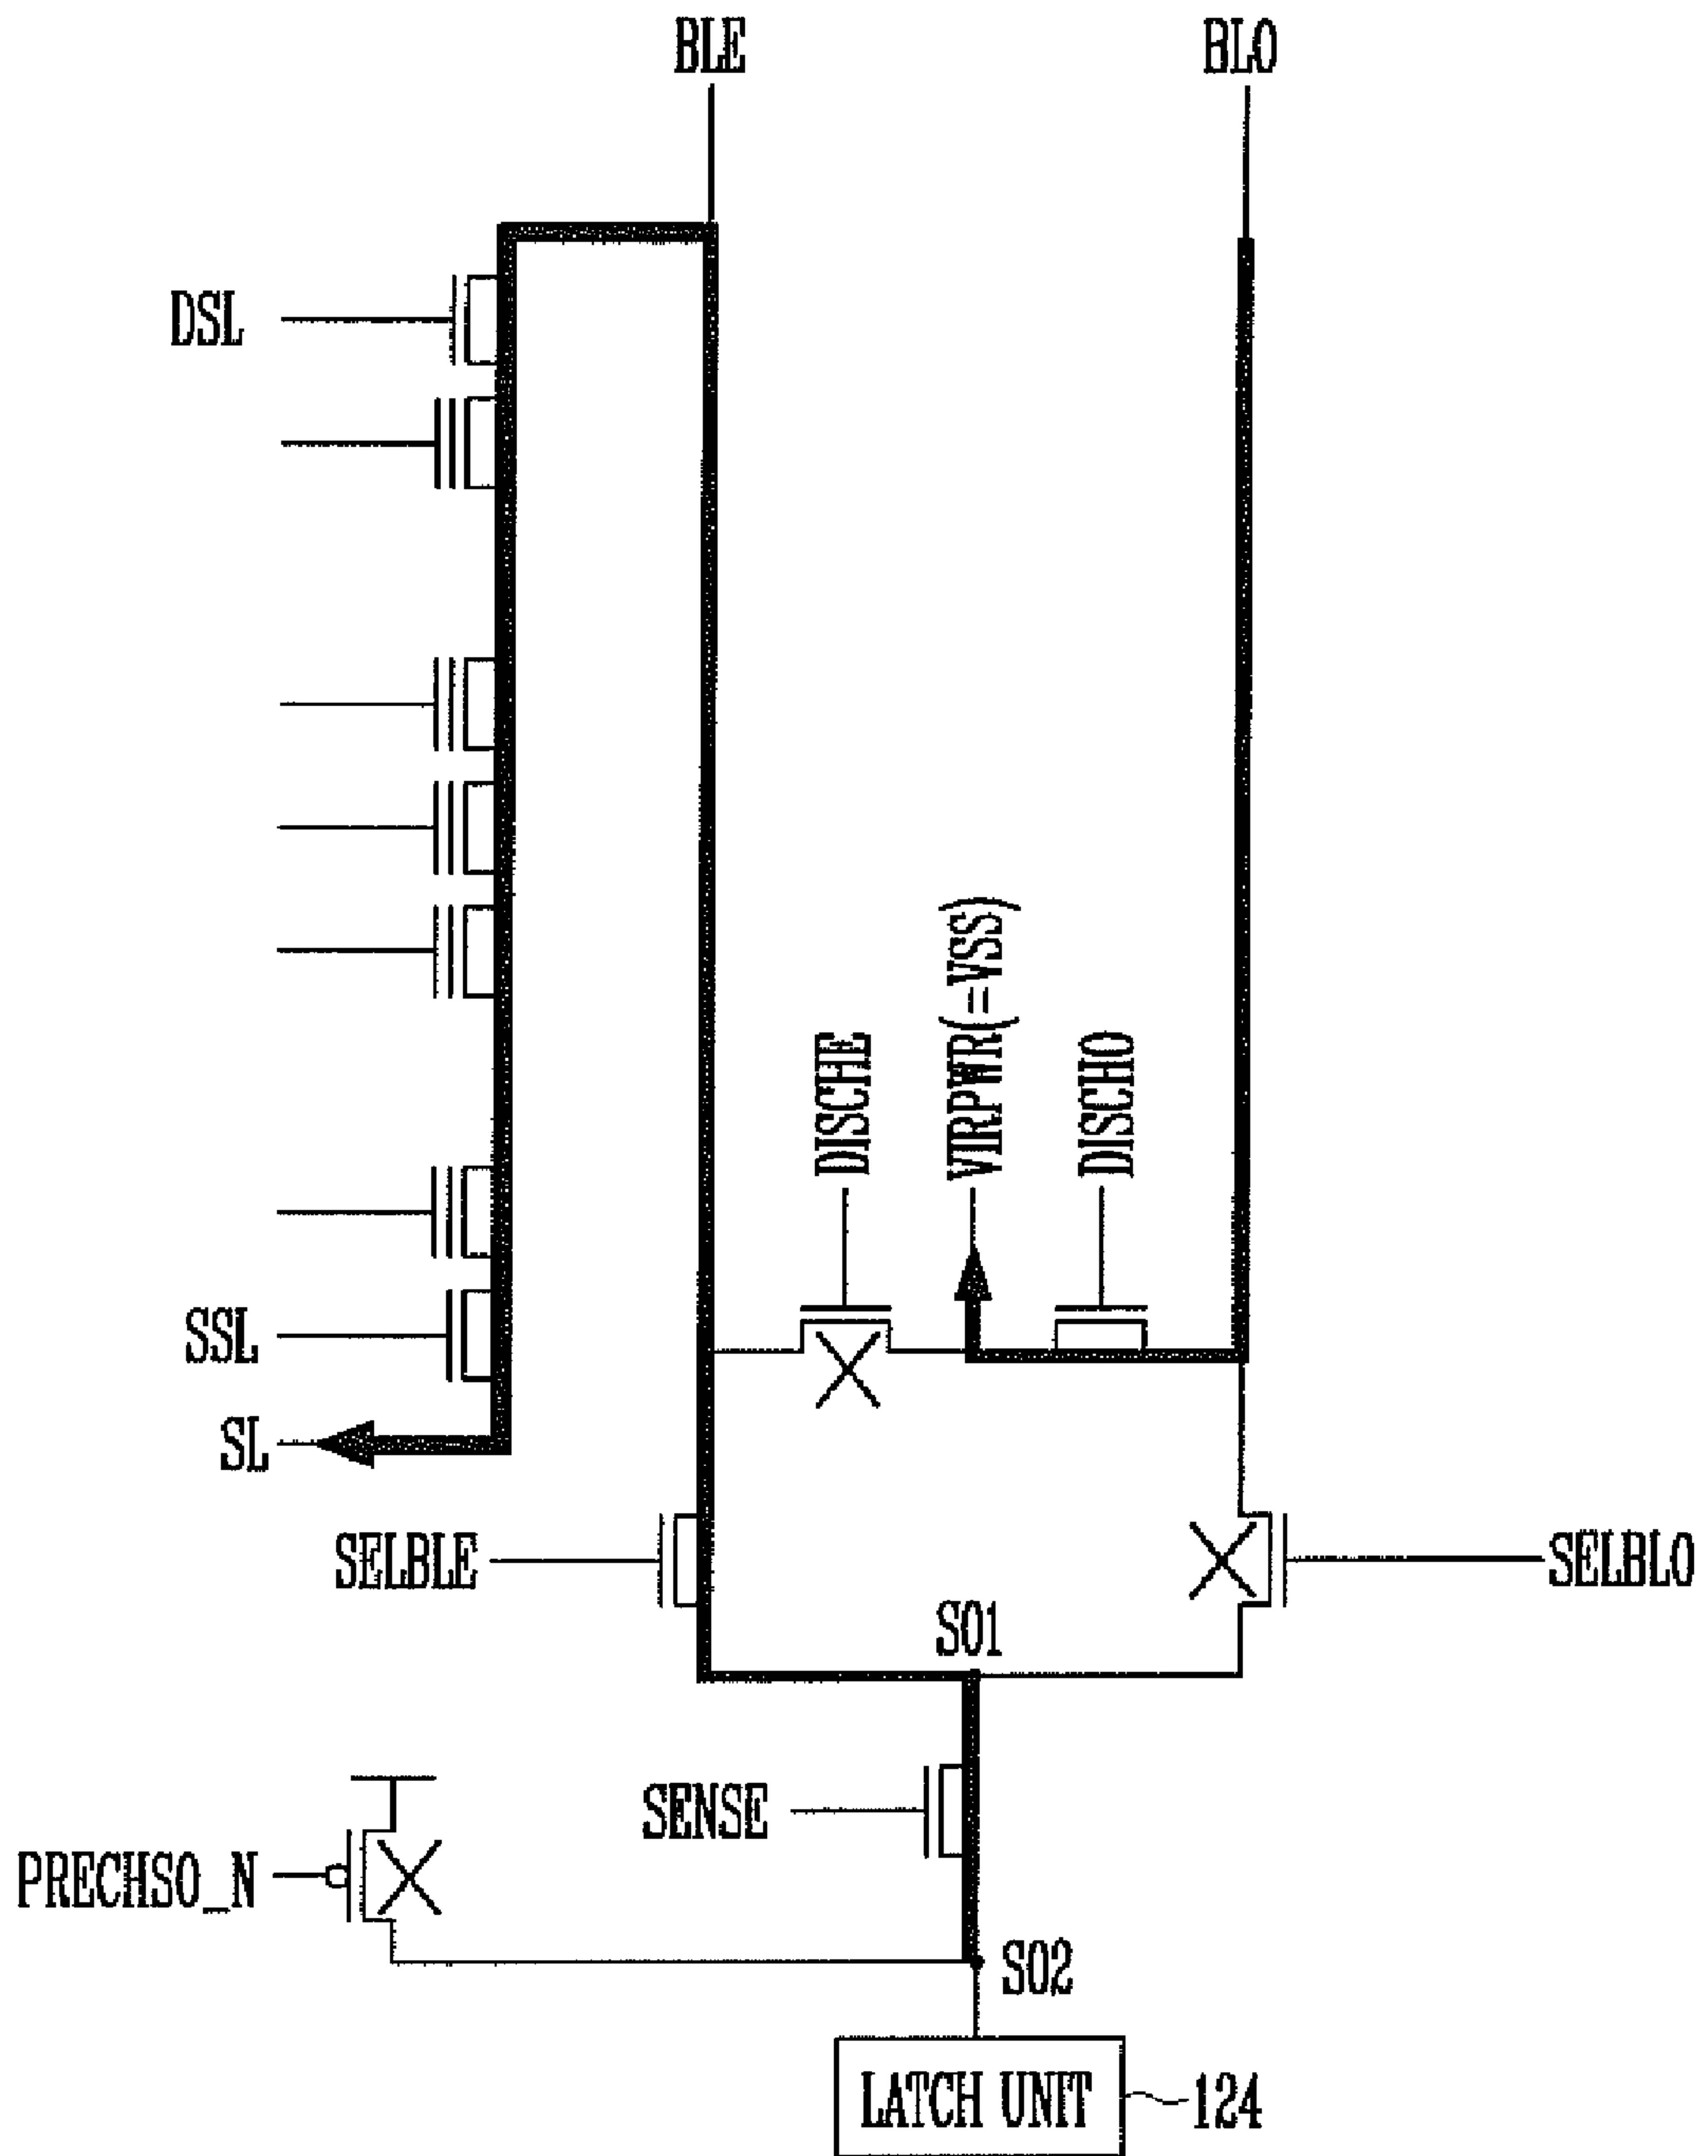 BLE
BLO
DSL
DISCHE
VIRPWR(=VSS)
DISCHO
SSL
SL
SELBLE
SELBLO
SO1
SENSE
PRECHSO_N
SO2
LATCH UNIT
124